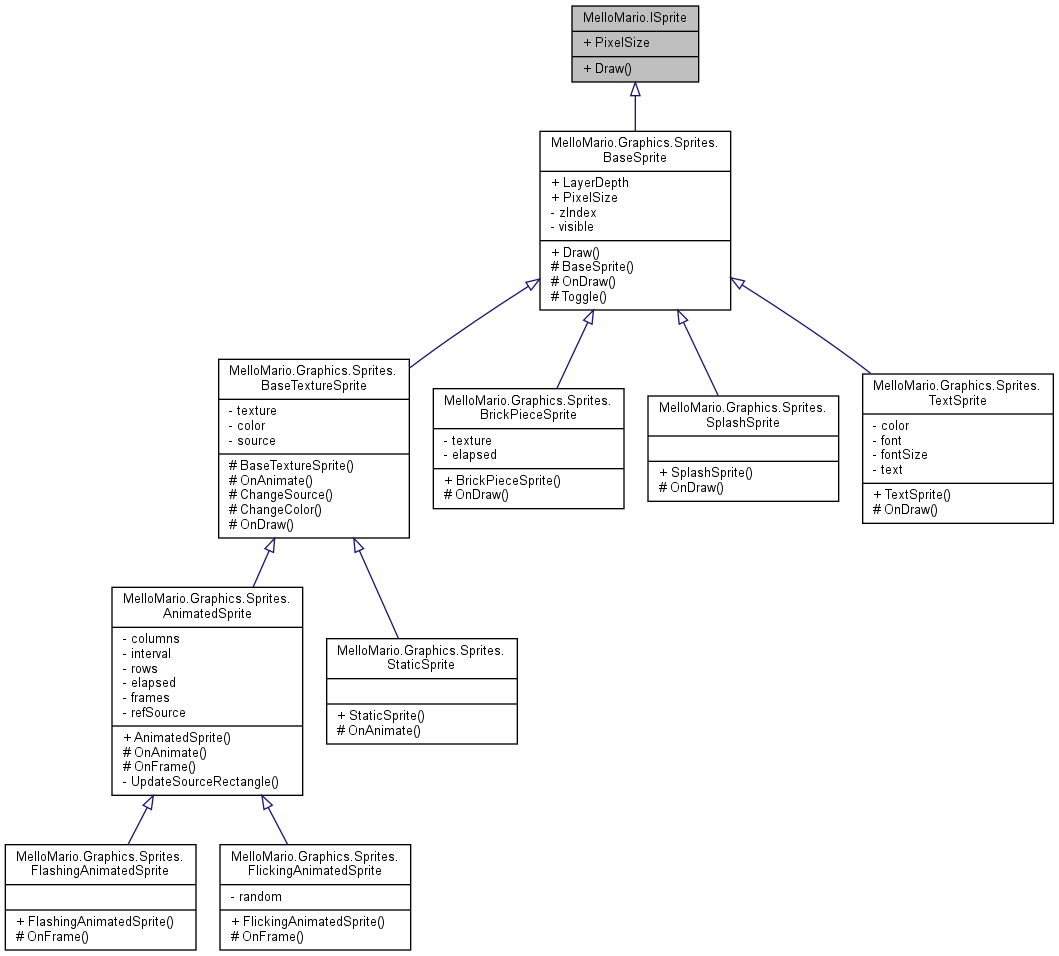 MelloMario.ISprite
+ PixelSize
+ Draw()
MelloMario.Graphics.Sprites.
BaseSprite
+ LayerDepth
+ PixelSize
- zIndex
- visible
+ Draw()
# BaseSprite()
# OnDraw()
# Toggle()
MelloMario.Graphics.Sprites.
BaseTextureSprite
- texture
- color
- source
# BaseTextureSprite()
# OnAnimate()
# ChangeSource()
# ChangeColor()
# OnDraw()
MelloMario.Graphics.Sprites.
BrickPieceSprite
- texture
- elapsed
+ BrickPieceSprite()
# OnDraw()
MelloMario.Graphics.Sprites.
SplashSprite
+ SplashSprite()
# OnDraw()
MelloMario.Graphics.Sprites.
TextSprite
- color
- font
- fontSize
- text
+ TextSprite()
# OnDraw()
MelloMario.Graphics.Sprites.
AnimatedSprite
- columns
- interval
- rows
- elapsed
- frames
- refSource
+ AnimatedSprite()
# OnAnimate()
# OnFrame()
- UpdateSourceRectangle()
MelloMario.Graphics.Sprites.
StaticSprite
+ StaticSprite()
# OnAnimate()
MelloMario.Graphics.Sprites.
FlashingAnimatedSprite
+ FlashingAnimatedSprite()
# OnFrame()
MelloMario.Graphics.Sprites.
FlickingAnimatedSprite
- random
+ FlickingAnimatedSprite()
# OnFrame()